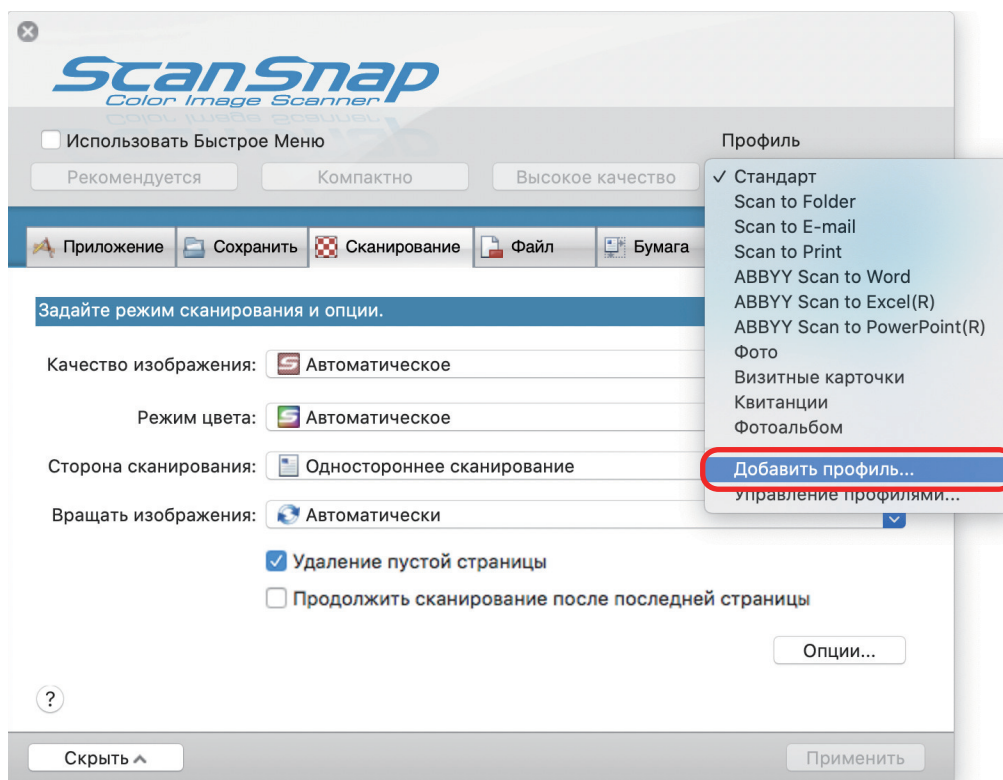 ScanSnap
Color Image Scanner
Использовать Быстрое Меню
Профиль
Рекомендуется
Компактно
Высокое качество
✓ Стандарт
Scan to Folder
Scan to E-mail
Scan to Print
ABBYY Scan to Word
ABBYY Scan to Excel(R)
ABBYY Scan to PowerPoint(R)
Фото
Визитные карточки
Квитанции
Фотоальбом
Добавить профиль...
Управление профилями...
Приложение
Сохранить
Сканирование
Файл
Бумага
Задайте режим сканирования и опции.
Качество изображения: Автоматическое
Режим цвета: Автоматическое
Сторона сканирования: Одностороннее сканирование
Вращать изображения: Автоматически
Удаление пустой страницы
Продолжить сканирование после последней страницы
Опции...
?
Скрыть
Применить